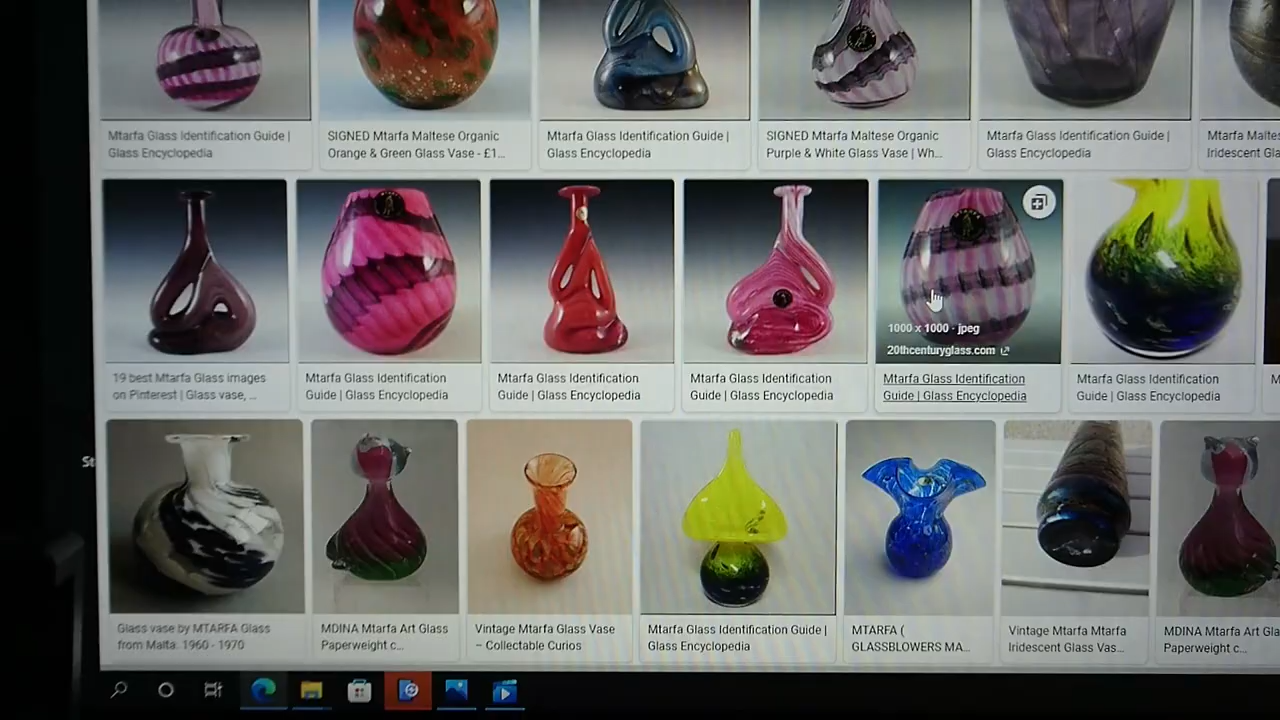 Mtarfa Glass Identification Guide |
Glass Encyclopedia
SIGNED Mtarfa Maltese Organic
Orange & Green Glass Vase - £1...
Mtarfa Glass Identification Guide |
Glass Encyclopedia
SIGNED Mtarfa Maltese Organic
Purple & White Glass Vase | Wh...
Mtarfa Glass Identification Guide |
Glass Encyclopedia
Mtarfa Maltes
Iridescent Gla
19 best Mtarfa Glass images
on Pinterest | Glass vase, ...
Mtarfa Glass Identification
Guide | Glass Encyclopedia
Mtarfa Glass Identification
Guide | Glass Encyclopedia
Mtarfa Glass Identification
Guide | Glass Encyclopedia
1000 x 1000 - jpeg
20thcenturyglass.com
Mtarfa Glass Identification
Guide | Glass Encyclopedia
Mtarfa Glass Identification
Guide | Glass Encyclopedia
M
St
Glass vase by MTARFA Glass
from Malta. 1960 - 1970
MDINA Mtarfa Art Glass
Paperweight c...
Vintage Mtarfa Glass Vase
– Collectable Curios
Mtarfa Glass Identification Guide |
Glass Encyclopedia
MTARFA (
GLASSBLOWERS MA...
Vintage Mtarfa Mtarfa
Iridescent Glass Vas...
MDINA Mtarfa Art Gla
Paperweight c...